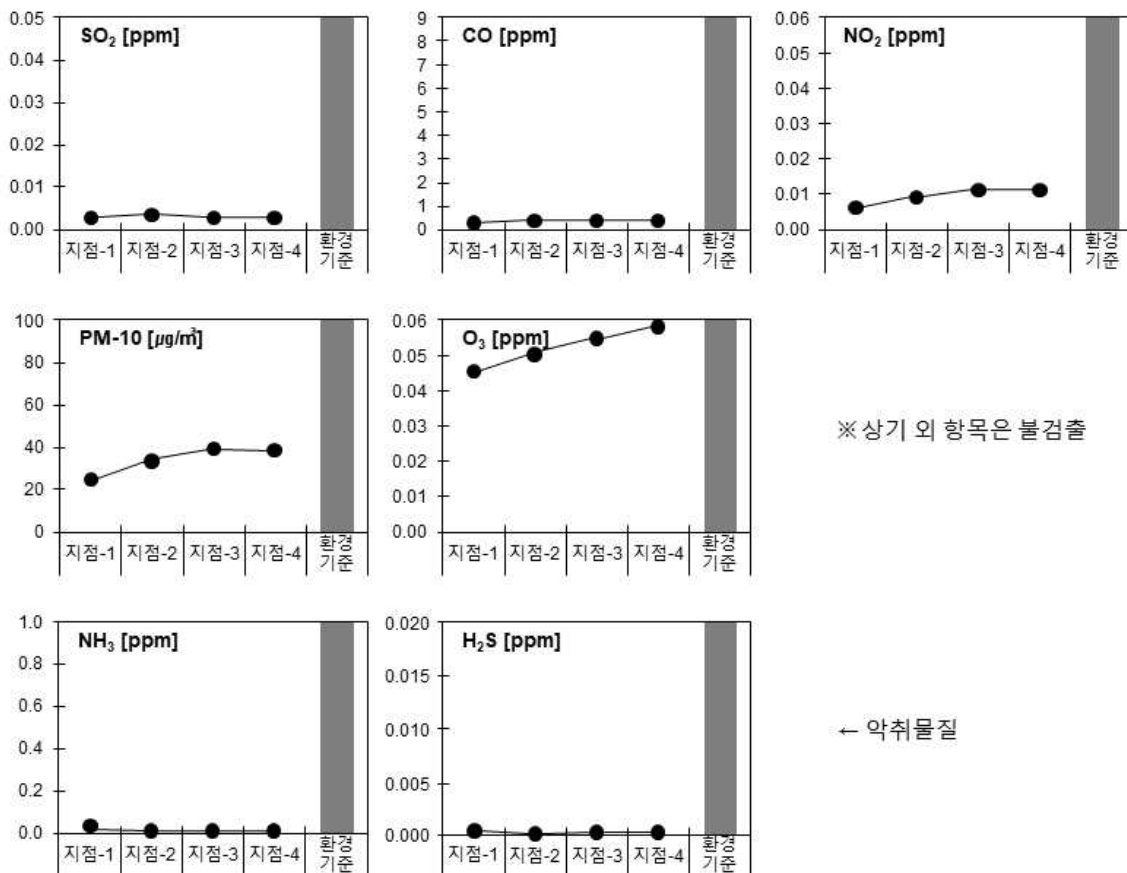 SO₂ [ppm]
0.05
0.04
0.03
0.02
0.01
0.00
지점-1 지점-2 지점-3 지점-4 환경
기준
CO [ppm]
9
8
7
6
5
4
3
2
1
0
지점-1 지점-2 지점-3 지점-4 환경
기준
NO₂ [ppm]
0.06
0.05
0.04
0.03
0.02
0.01
0.00
지점-1 지점-2 지점-3 지점-4 환경
기준
PM-10 [㎍/㎥]
100
80
60
40
20
0
지점-1 지점-2 지점-3 지점-4 환경
기준
O₃ [ppm]
0.06
0.05
0.04
0.03
0.02
0.01
0.00
지점-1 지점-2 지점-3 지점-4 환경
기준
※ 상기 외 항목은 불검출
NH₃ [ppm]
1.0
0.8
0.6
0.4
0.2
0.0
지점-1 지점-2 지점-3 지점-4 환경
기준
H₂S [ppm]
0.020
0.015
0.010
0.005
0.000
지점-1 지점-2 지점-3 지점-4 환경
기준
← 악취물질